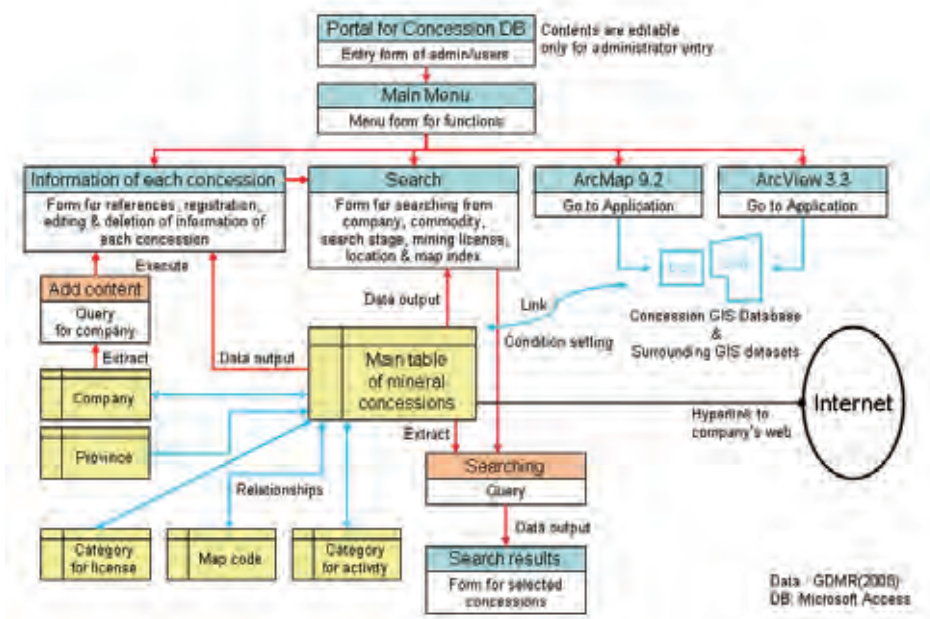 Portal for Concession DB
Entry form of admin/users
Contents are editable
only for administrator entry
Main Menu
Menu form for functions
Information of each concession
Form for references, registration,
editing & deletion of information of
each concession
Search
Form for searching from
company, commodity,
search stage, mining license,
location & map index
ArcMap 9.2
Go to Application
ArcView 3.3
Go to Application
Execute
Add content
Query
for company
Extract
Data output
Data output
Link
Condition setting
Concession GIS Database
&
Surrounding GIS datasets
Company
Province
Main table
of mineral
concessions
Internet
Hyperlink to
company's web
Extract
Relationships
Searching
Query
Data output
Category
for license
Map code
Category
for activity
Search results
Form for selected
concessions
Data : GDMR(2008)
DB: Microsoft Access